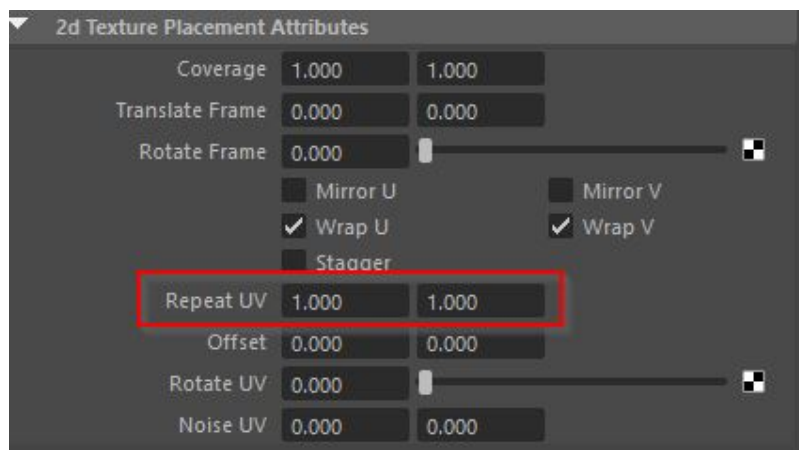 2d Texture Placement Attributes
Coverage 1.000 1.000
Translate Frame 0.000 0.000
Rotate Frame 0.000
Mirror U Mirror V
Wrap U Wrap V
Stagger
Repeat UV 1.000 1.000
Offset 0.000 0.000
Rotate UV 0.000
Noise UV 0.000 0.000